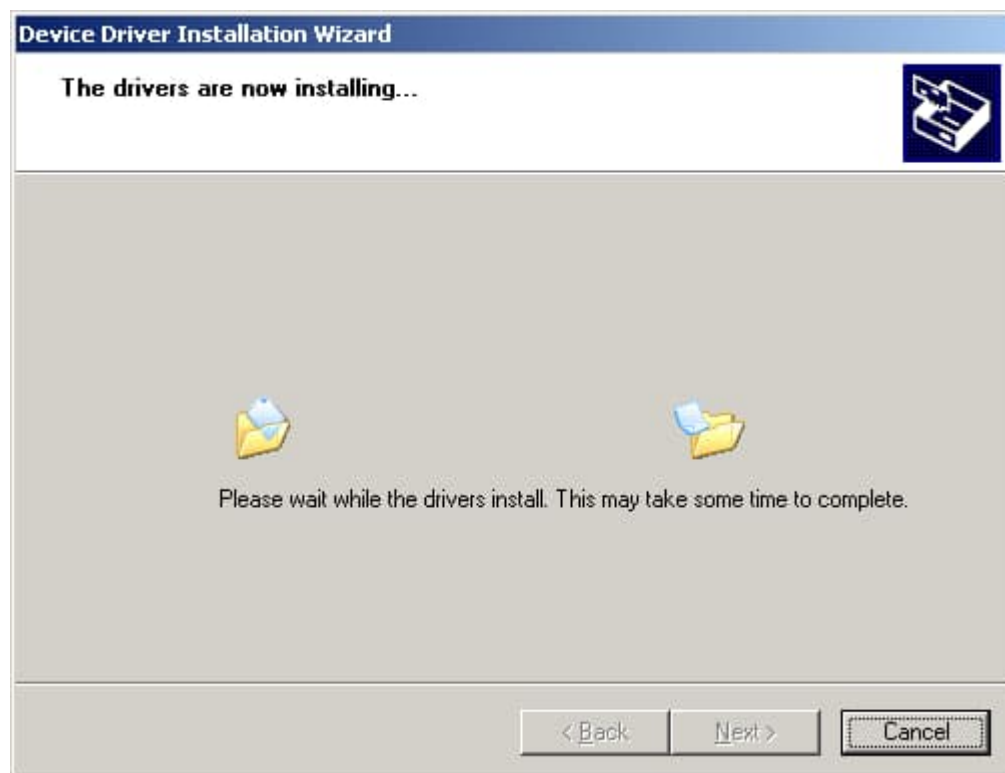 Device Driver Installation Wizard
The drivers are now installing...
Please wait while the drivers install. This may take some time to complete.
< Back
Next >
Cancel